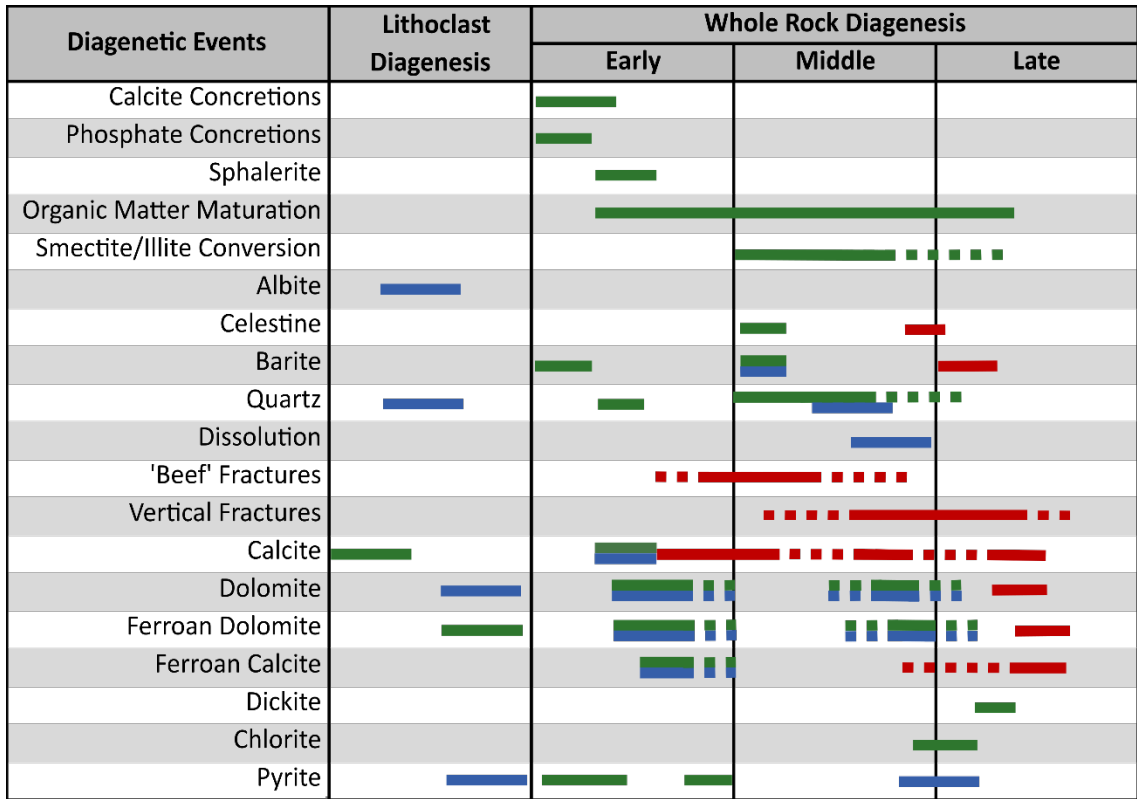 Diagenetic Events
Lithoclast
Diagenesis
Whole Rock Diagenesis
Early
Middle
Late
Calcite Concretions
Phosphate Concretions
Sphalerite
Organic Matter Maturation
Smectite/Illite Conversion
Albite
Celestine
Barite
Quartz
Dissolution
'Beef' Fractures
Vertical Fractures
Calcite
Dolomite
Ferroan Dolomite
Ferroan Calcite
Dickite
Chlorite
Pyrite